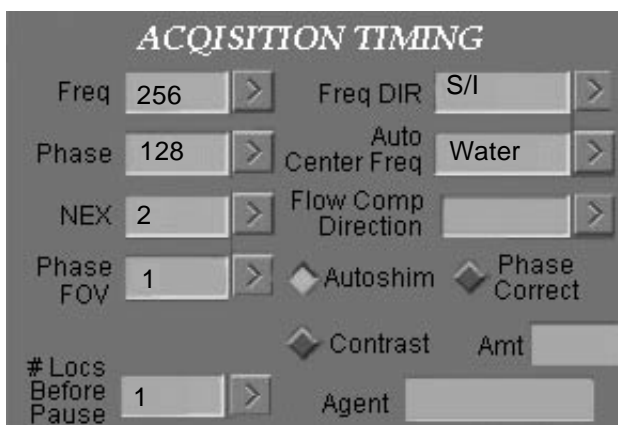 ACQISITION TIMING
Freq 256 > Freq DIR S/I >
Phase 128 > Auto Center Freq Water >
NEX 2 > Flow Comp Direction >
Phase FOV 1 > Autoshim Phase Correct
Contrast Amt
# Locs Before Pause 1 > Agent